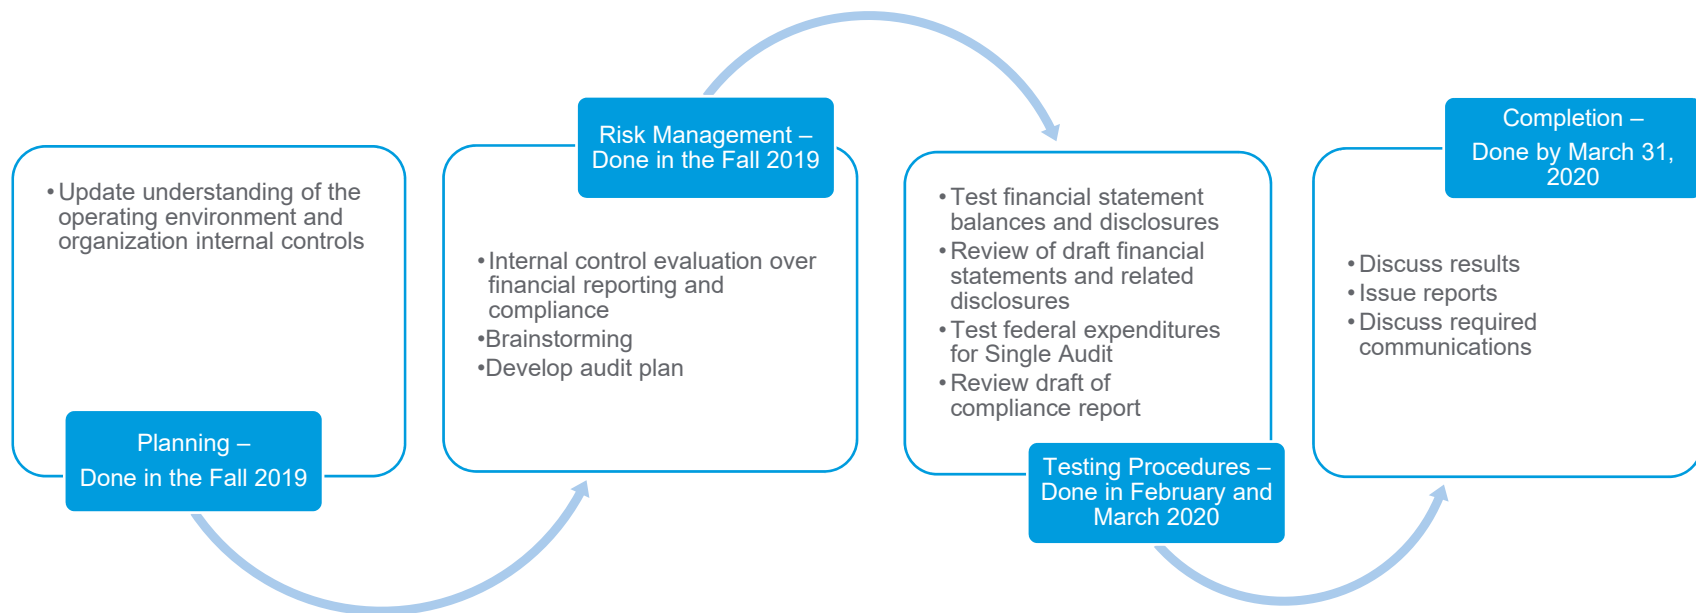 • Update understanding of the
operating environment and
organization internal controls
Planning –
Done in the Fall 2019
Risk Management –
Done in the Fall 2019
• Internal control evaluation over
financial reporting and
compliance
•Brainstorming
•Develop audit plan
• Test financial statement
balances and disclosures
• Review of draft financial
statements and related
disclosures
• Test federal expenditures
for Single Audit
• Review draft of
compliance report
Testing Procedures –
Done in February and
March 2020
Completion –
Done by March 31,
2020
• Discuss results
• Issue reports
• Discuss required
communications